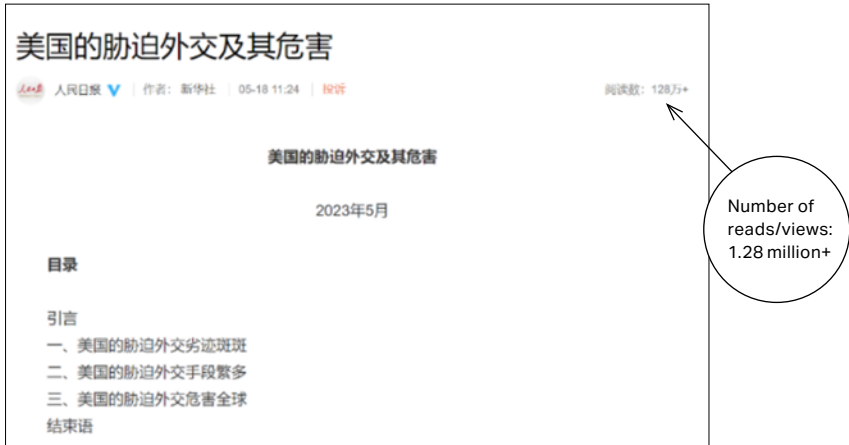 美国的胁迫外交及其危害
人民日报 作者：新华社 05-18 11:24 投诉 阅读数：128万+
美国的胁迫外交及其危害
2023年5月
目录
引言
一、美国的胁迫外交劣迹斑斑
二、美国的胁迫外交手段繁多
三、美国的胁迫外交危害全球
结束语
Number of
reads/views:
1.28 million+